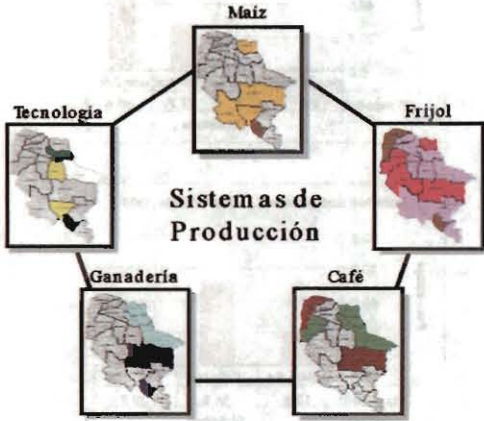 Maíz
Tecnología
Frijol
Sistemas de
Producción
Ganadería
Café